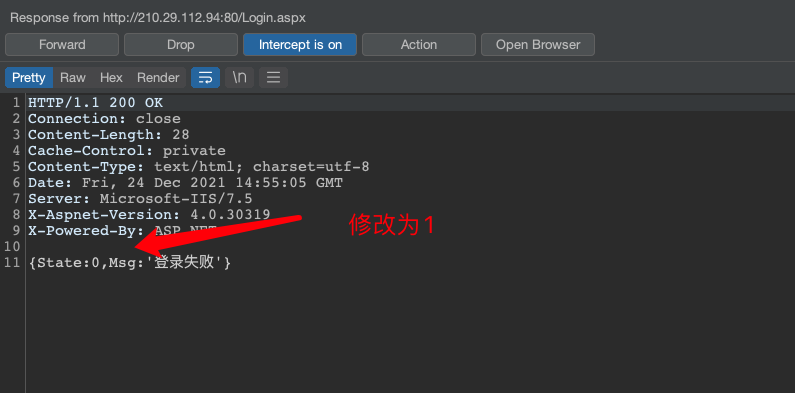 Response from http://210.29.112.94:80/Login.aspx
Forward Drop Intercept is on Action Open Browser
Pretty Raw Hex Render \n
1 HTTP/1.1 200 OK
2 Connection: close
3 Content-Length: 28
4 Cache-Control: private
5 Content-Type: text/html; charset=utf-8
6 Date: Fri, 24 Dec 2021 14:55:05 GMT
7 Server: Microsoft-IIS/7.5
8 X-Aspnet-Version: 4.0.30319
修改为1
9 X-Powered-By: ASP.NET
10
11 {State:0,Msg:'登录失败'}